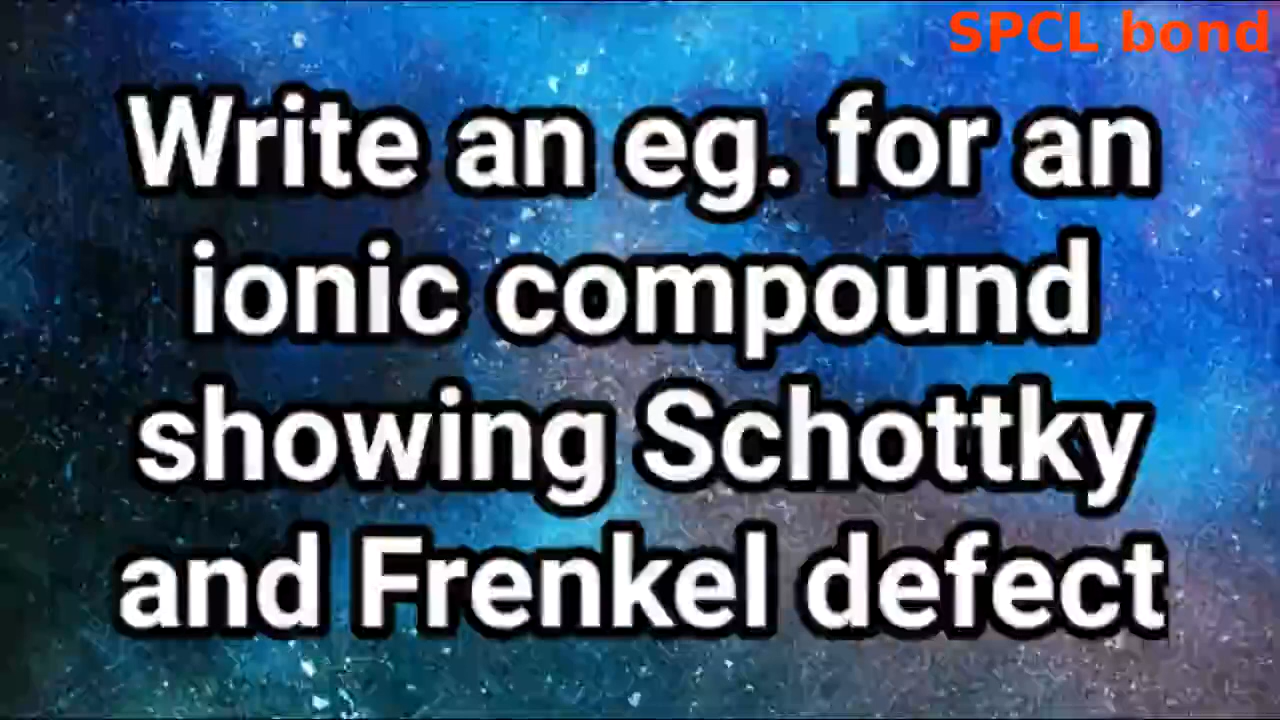 SPCL bond
Write an eg. for an
ionic compound
showing Schottky
and Frenkel defect